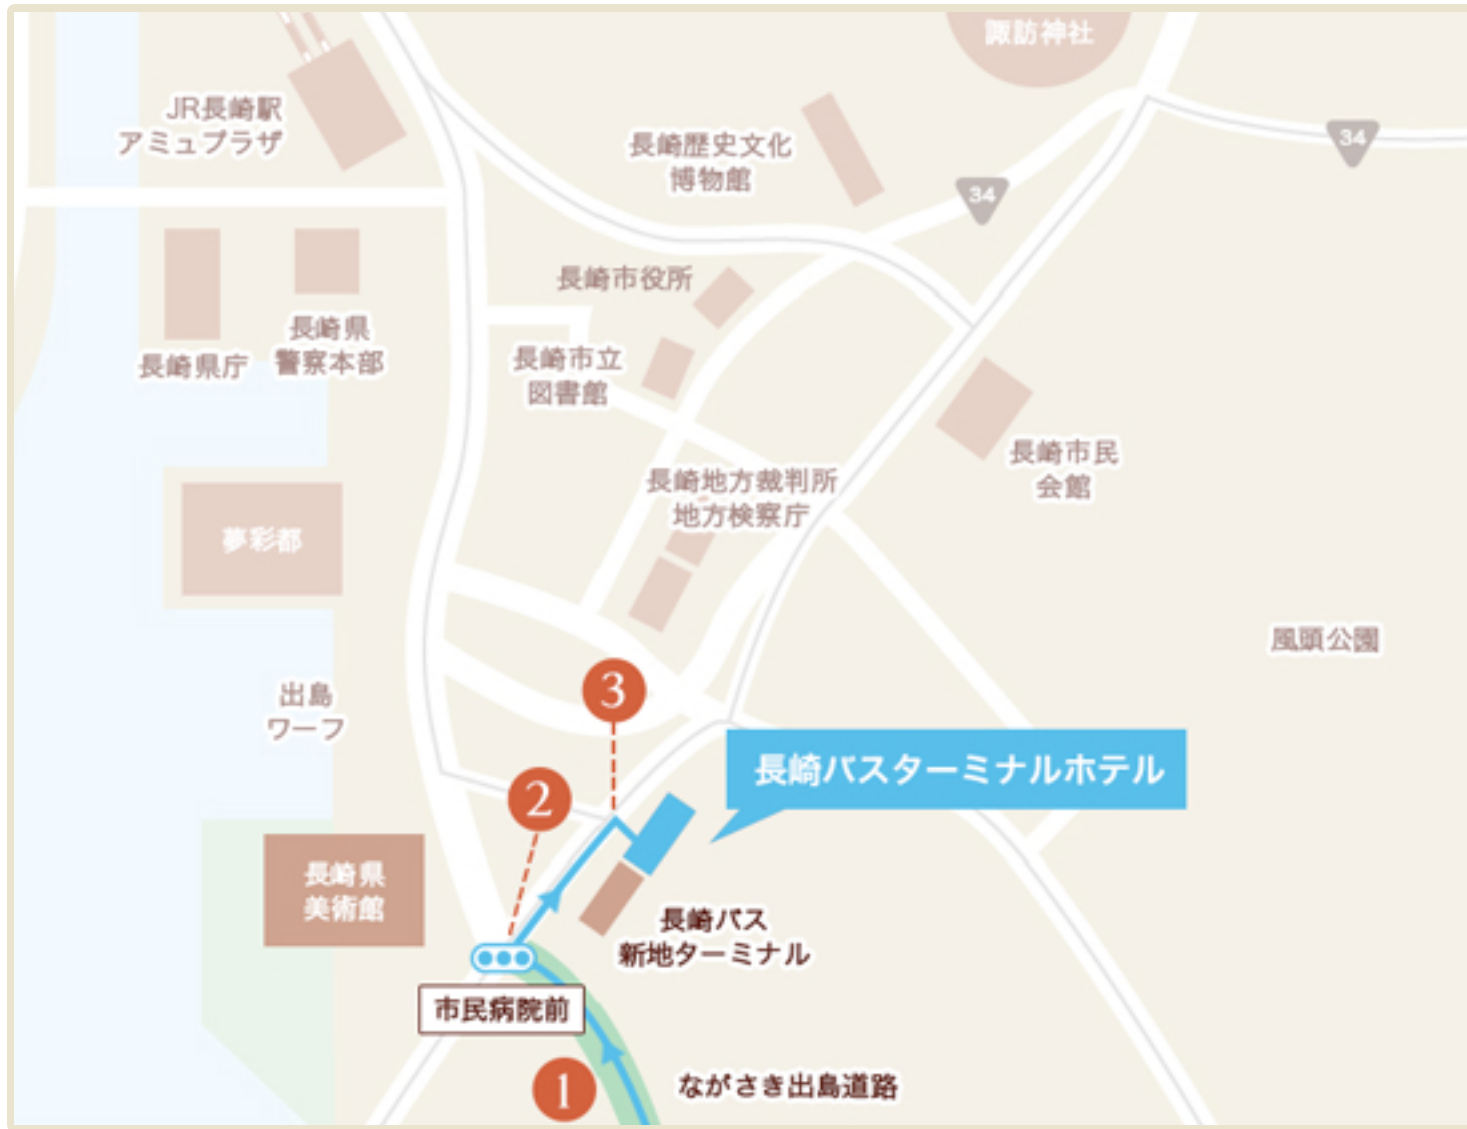 諏訪神社
JR長崎駅
アミュプラザ
34
長崎歴史文化
博物館
34
長崎市役所
長崎県
警察本部
長崎県庁
長崎市立
図書館
長崎市民
会館
長崎地方裁判所
地方検察庁
夢彩都
風頭公園
出島
ワーフ
3
長崎バスターミナルホテル
2
長崎県
美術館
長崎バス
新地ターミナル
市民病院前
1
ながさき出島道路